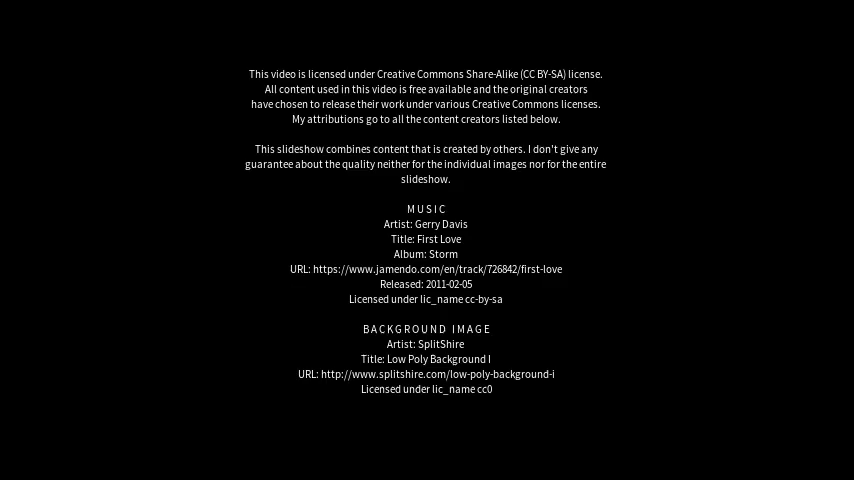 This video is licensed under Creative Commons Share-Alike (CC BY-SA) license.
All content used in this video is free available and the original creators
have chosen to release their work under various Creative Commons licenses.
My attributions go to all the content creators listed below.
This slideshow combines content that is created by others. I don't give any
guarantee about the quality neither for the individual images nor for the entire
slideshow.
MUSIC
Artist: Gerry Davis
Title: First Love
Album: Storm
URL: https://www.jamendo.com/en/track/726842/first-love
Released: 2011-02-05
Licensed under lic_name cc-by-sa
BACKGROUND IMAGE
Artist: SplitShire
Title: Low Poly Background I
URL: http://www.splitshire.com/low-poly-background-i
Licensed under lic_name cc0